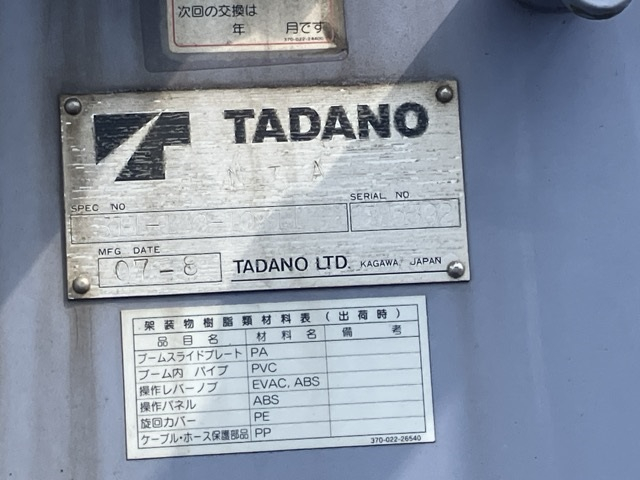 次回の交換は
年 月です
370-022-24400
TADANO
SPEC NO
SERIAL NO
MFG DATE
07-8
TADANO LTD. KAGAWA, JAPAN
架装物樹脂類材料表(出荷時)
品目名 材料名 備考
ブームスライドプレート PA
ブーム内 パイプ PVC
操作レバーノブ EVAC, ABS
操作パネル ABS
旋回カバー PE
ケーブル・ホース保護部品 PP
370-022-26540